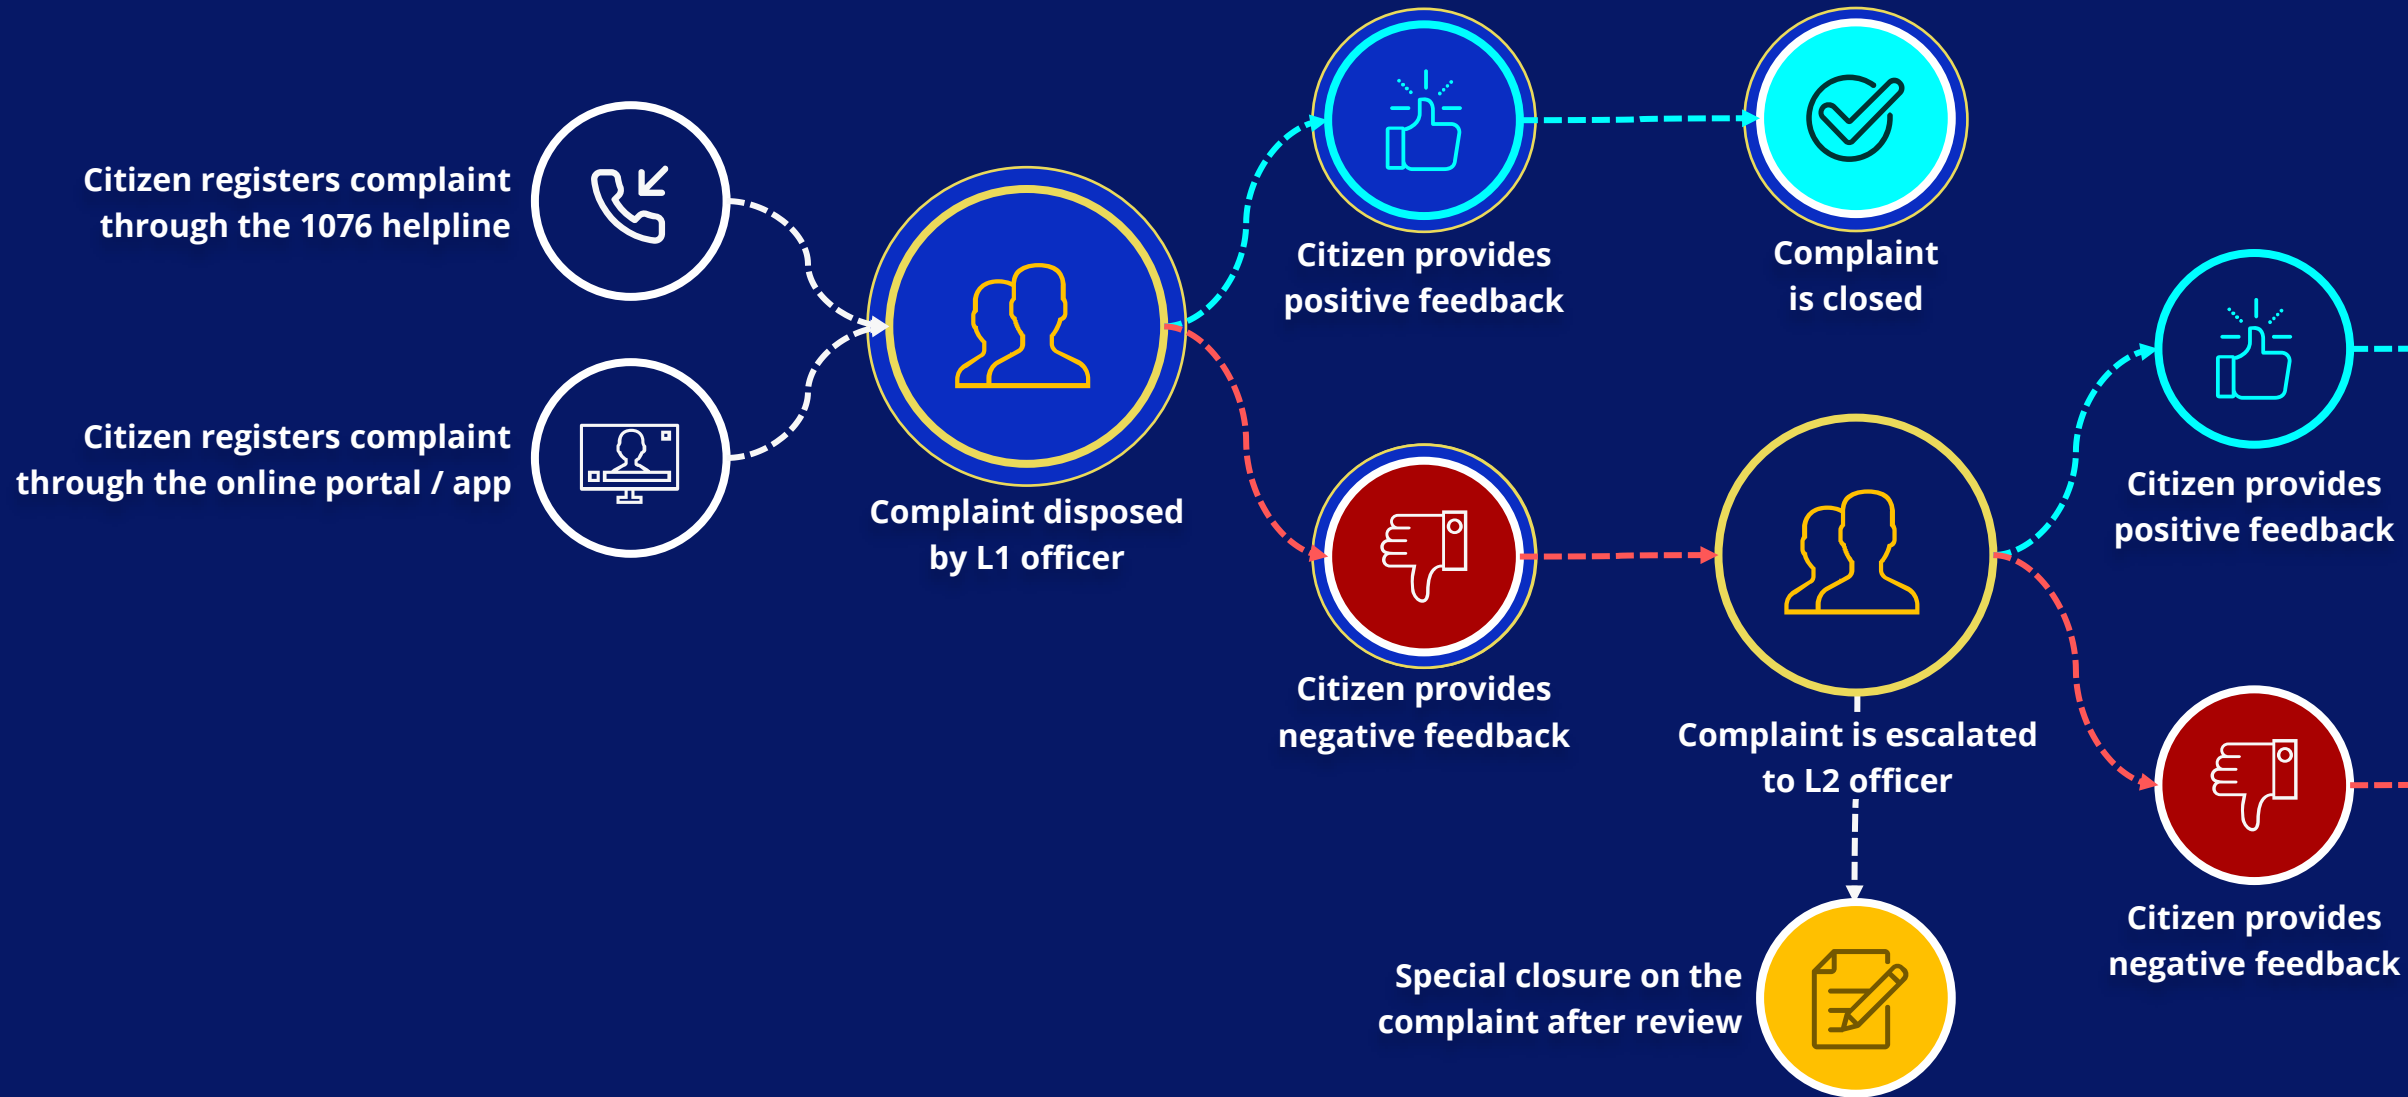 Citizen registers complaint
through the 1076 helpline
Citizen registers complaint
through the online portal / app
Complaint disposed
by L1 officer
Citizen provides
positive feedback
Complaint
is closed
Citizen provides
negative feedback
Complaint is escalated
to L2 officer
Special closure on the
complaint after review
Citizen provides
positive feedback
Citizen provides
negative feedback